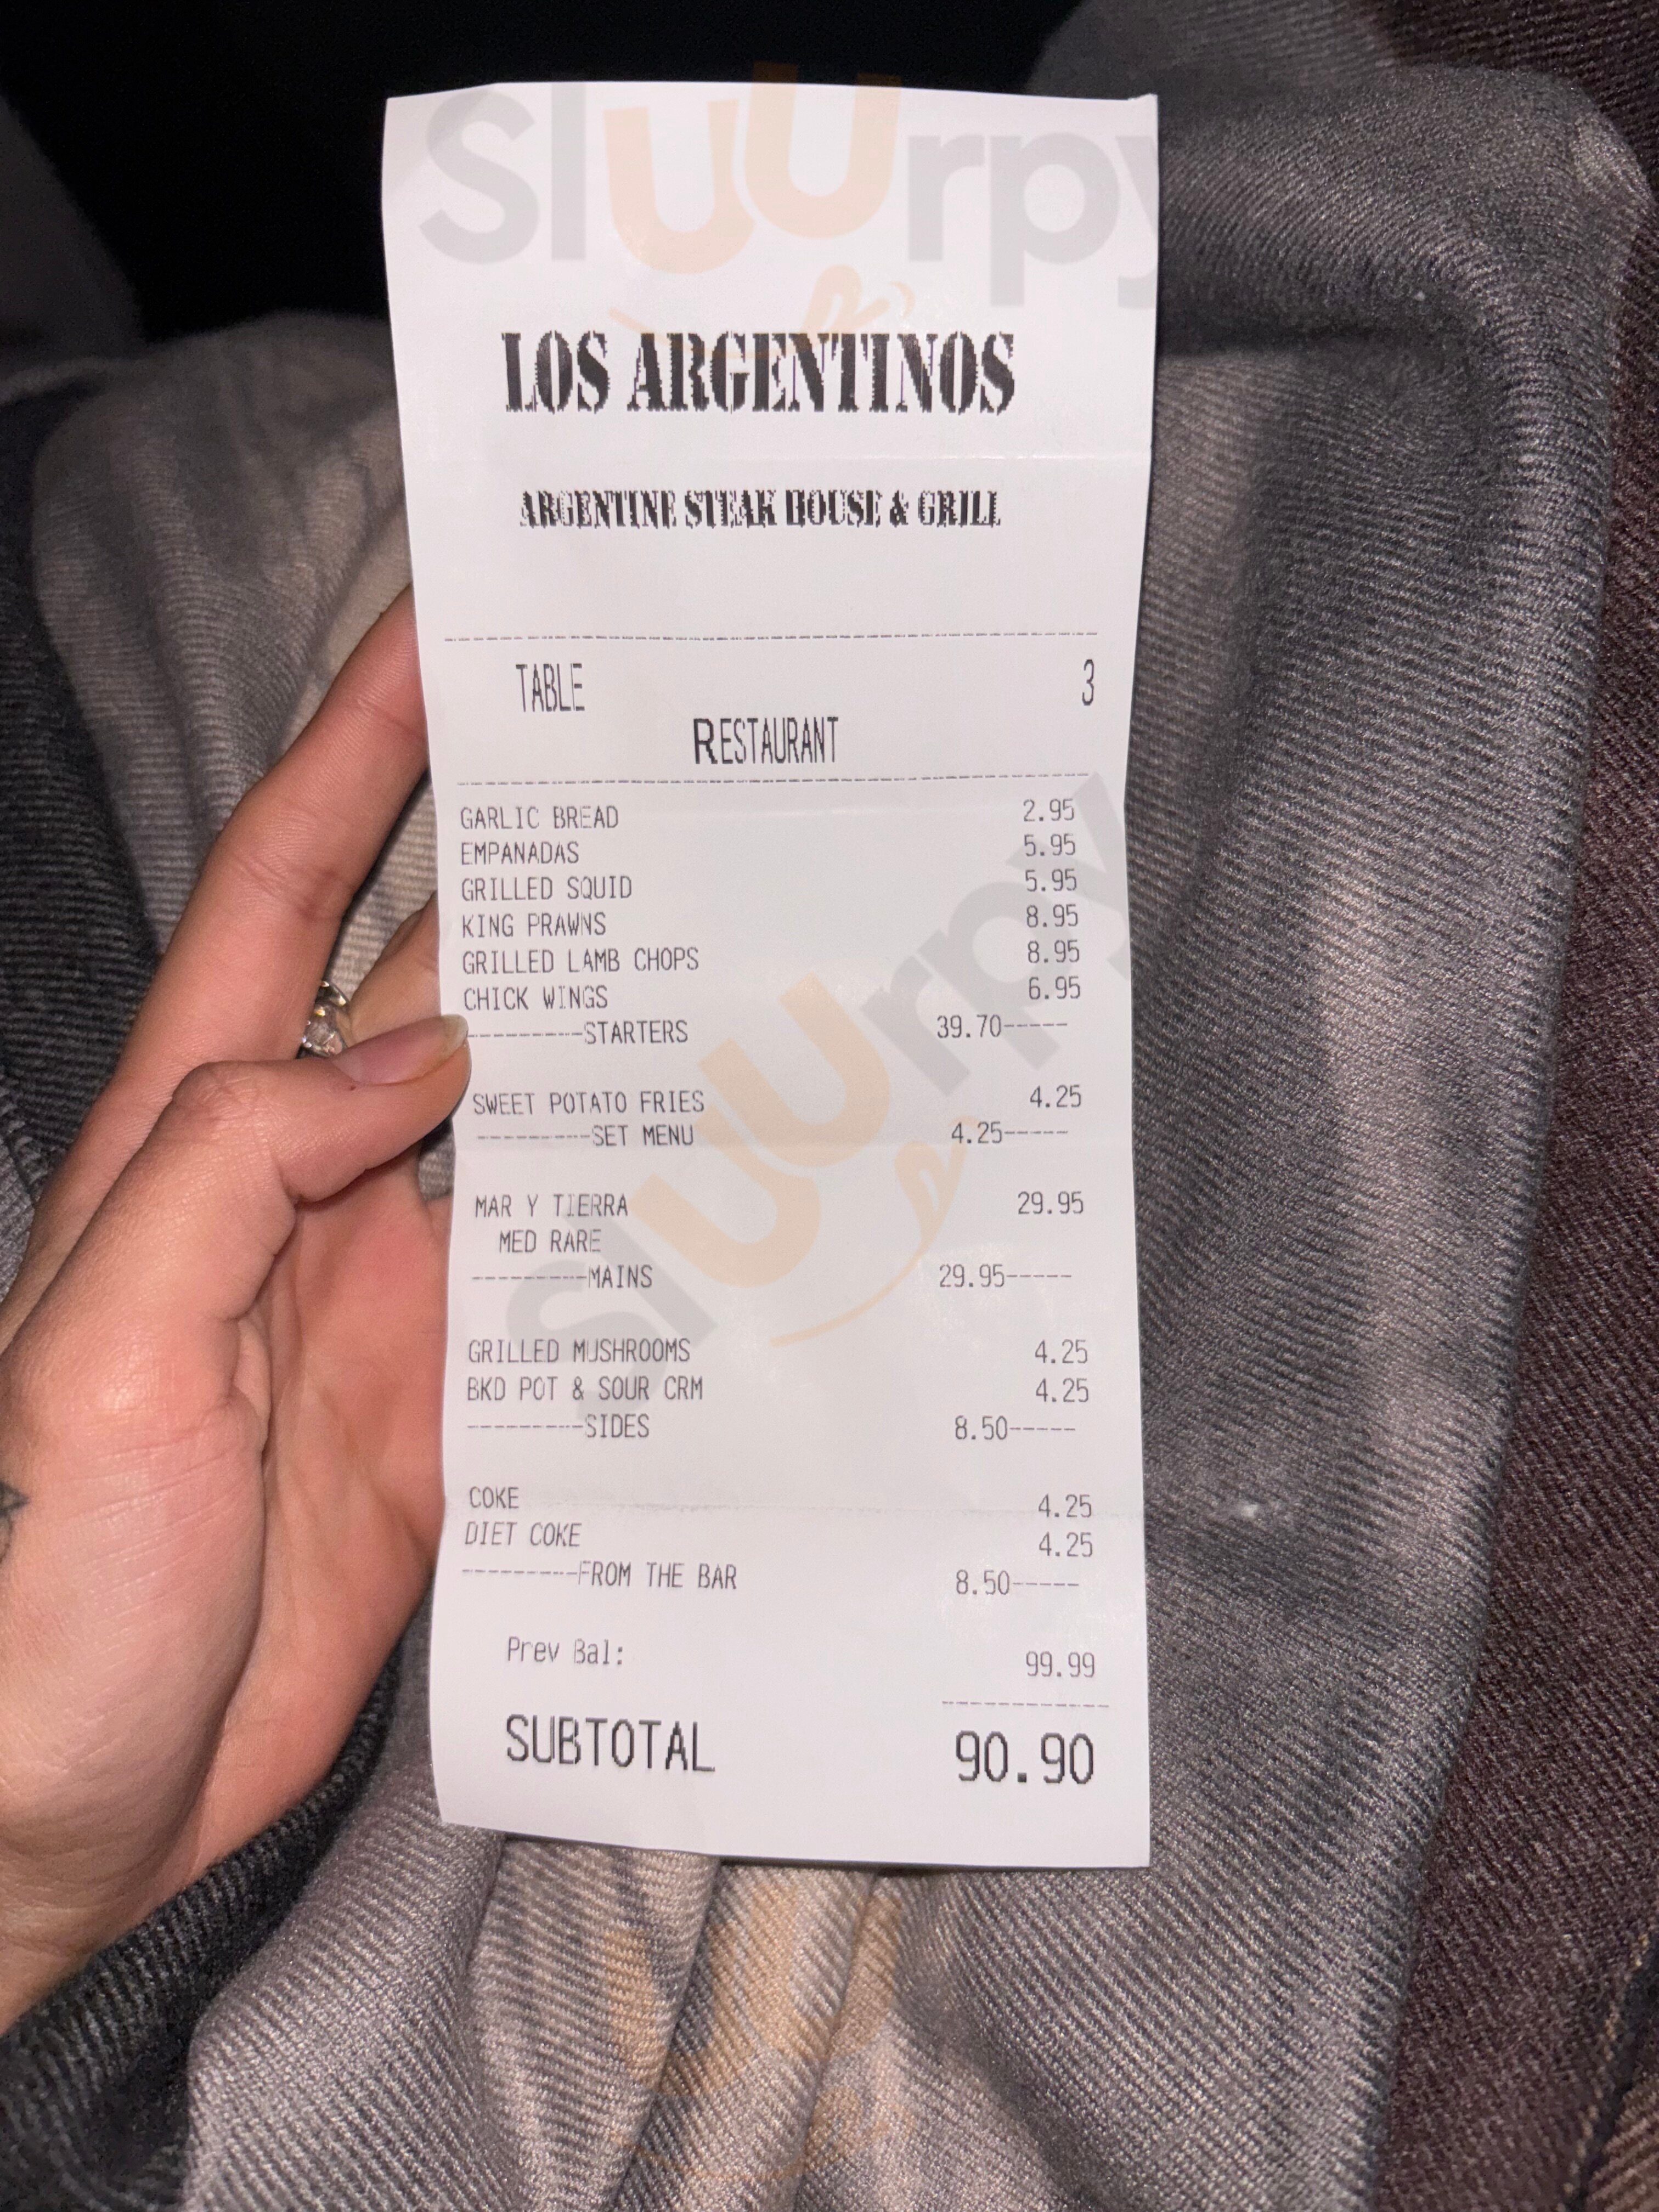 Sluurpy
LOS ARGENTINOS
ARGENTINE STEAK HOUSE & GRILL
TABLE 3
RESTAURANT
GARLIC BREAD 2.95
EMPANADAS 5.95
GRILLED SQUID 5.95
KING PRAWNS 8.95
GRILLED LAMB CHOPS 8.95
CHICK WINGS 6.95
---------STARTERS 39.70-----
SWEET POTATO FRIES 4.25
---------SET MENU 4.25-----
MAR Y TIERRA 29.95
MED RARE
---------MAINS 29.95-----
GRILLED MUSHROOMS 4.25
BKD POT & SOUR CRM 4.25
---------SIDES 8.50-----
COKE 4.25
DIET COKE 4.25
---------FROM THE BAR 8.50-----
Prev Bal: 99.99
SUBTOTAL 90.90
Sluurpy